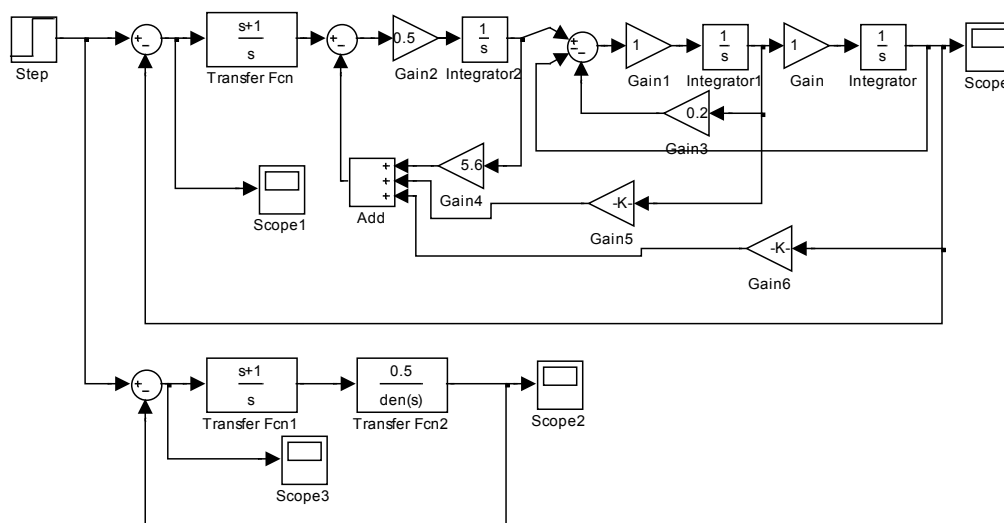 Step
+
−
s+1
s
Transfer Fcn
+
−
0.5
Gain2
1
s
Integrator2
+
−
−
1
Gain1
1
s
Integrator1
1
Gain
1
s
Integrator
Scope
0.2
Gain3
5.6
Gain4
+
+
+
Add
-K-
Gain5
-K-
Gain6
Scope1
+
−
s+1
s
Transfer Fcn1
0.5
den(s)
Transfer Fcn2
Scope2
Scope3